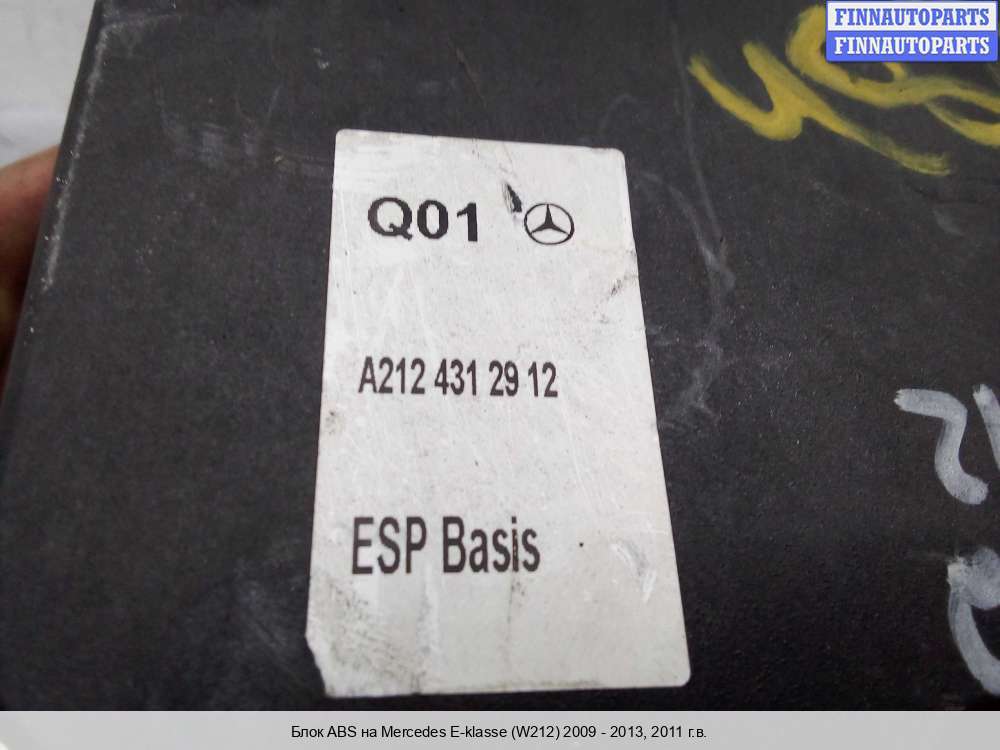 FINNAUTOPARTS
FINNAUTOPARTS
Q01
A212 431 29 12
ESP Basis
Блок ABS на Mercedes E-klasse (W212) 2009 - 2013, 2011 г.в.